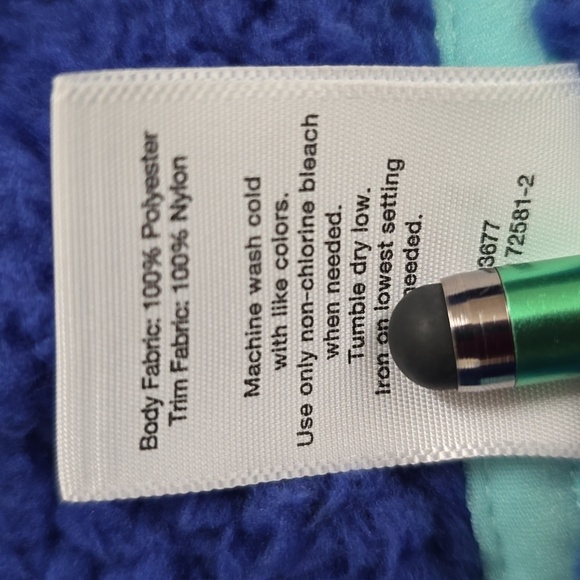 Body Fabric: 100% Polyester
Trim Fabric: 100% Nylon
Machine wash cold
with like colors.
Use only non-chlorine bleach
when needed.
Tumble dry low.
Iron on lowest setting
needed.
3677
72581-2